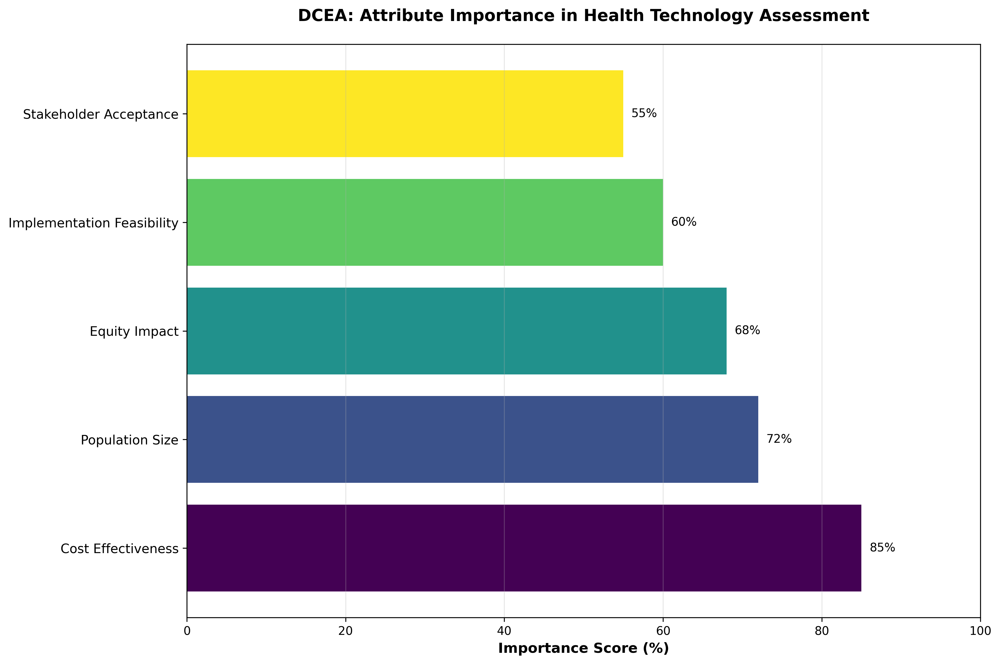 DCEA: Attribute Importance in Health Technology Assessment
Stakeholder Acceptance
55%
Implementation Feasibility
60%
Equity Impact
68%
Population Size
72%
Cost Effectiveness
85%
0 20 40 60 80 100
Importance Score (%)